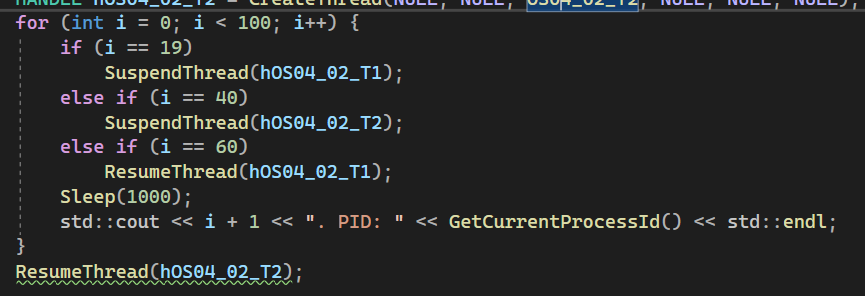 HANDLE hOS04_02_T2 = CreateThread(NULL, NULL, OS04_02_T2, NULL, NULL, NULL);
for (int i = 0; i < 100; i++) {
    if (i == 19)
        SuspendThread(hOS04_02_T1);
    else if (i == 40)
        SuspendThread(hOS04_02_T2);
    else if (i == 60)
        ResumeThread(hOS04_02_T1);
    Sleep(1000);
    std::cout << i + 1 << ". PID: " << GetCurrentProcessId() << std::endl;
}
ResumeThread(hOS04_02_T2);